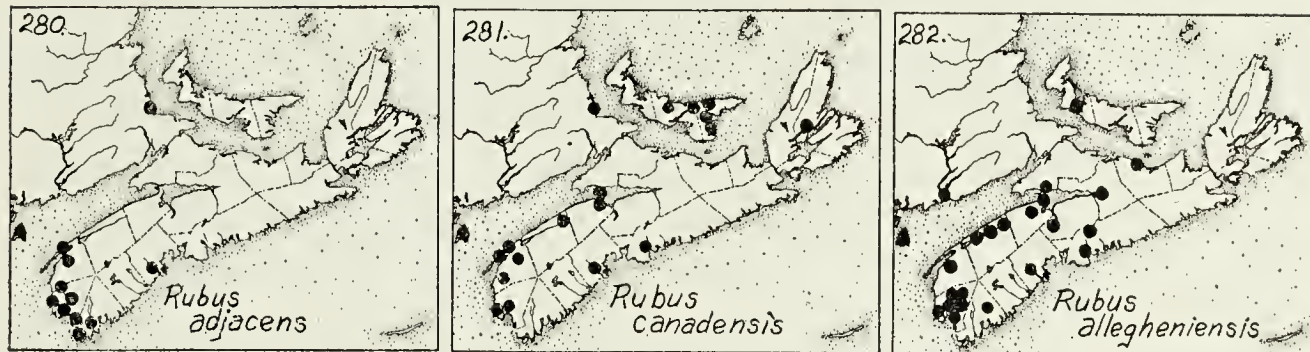 280.
Rubus
adjacens
281.
Rubus
canadensis
282.
Rubus
allegheniensis